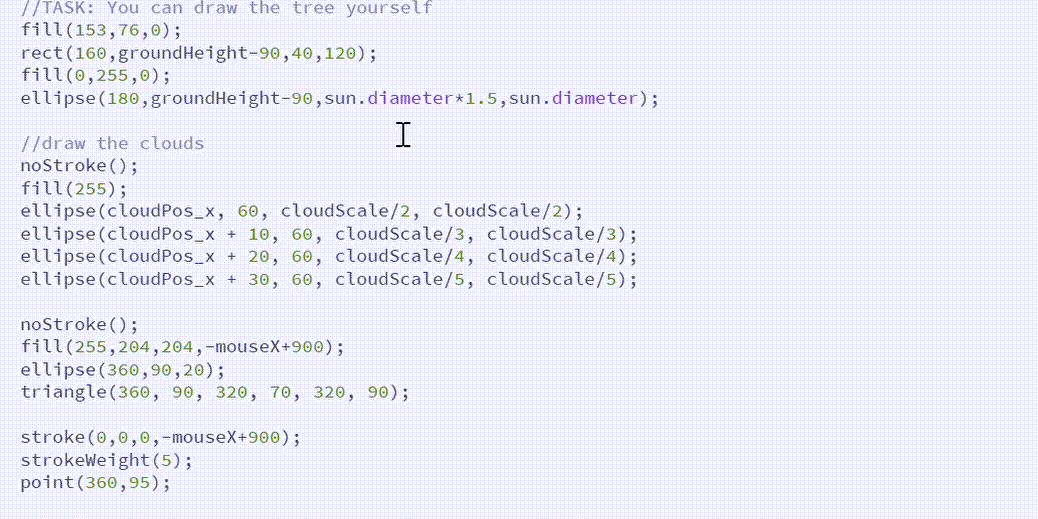 //TASK: You can draw the tree yourself
fill(153,76,0);
rect(160,groundHeight-90,40,120);
fill(0,255,0);
ellipse(180,groundHeight-90,sun.diameter*1.5,sun.diameter);
//draw the clouds
noStroke();
fill(255);
ellipse(cloudPos_x, 60, cloudScale/2, cloudScale/2);
ellipse(cloudPos_x + 10, 60, cloudScale/3, cloudScale/3);
ellipse(cloudPos_x + 20, 60, cloudScale/4, cloudScale/4);
ellipse(cloudPos_x + 30, 60, cloudScale/5, cloudScale/5);
noStroke();
fill(255,204,204,-mouseX+900);
ellipse(360,90,20);
triangle(360, 90, 320, 70, 320, 90);
stroke(0,0,0,-mouseX+900);
strokeWeight(5);
point(360,95);